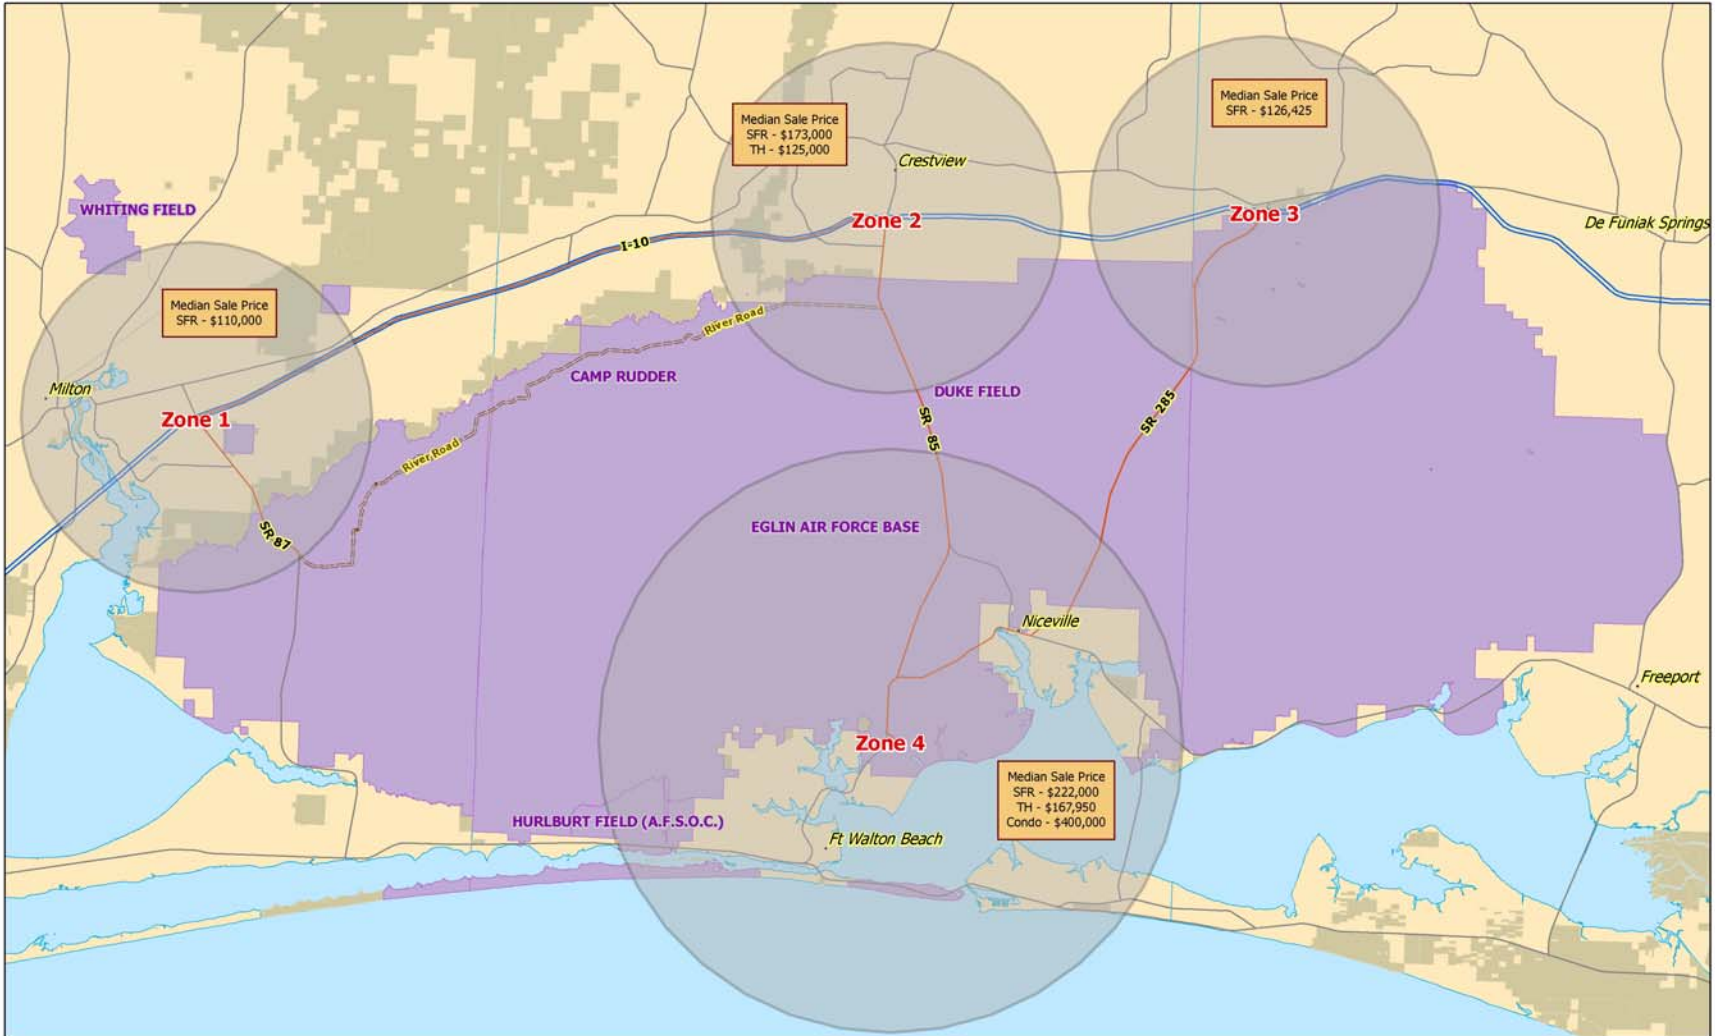 Median Sale Price
SFR - $126,425
Median Sale Price
SFR - $173,000
TH - $125,000
Crestview
WHITING FIELD
Zone 2
Zone 3
De Funiak Springs
I-10
Median Sale Price
SFR - $110,000
River Road
CAMP RUDDER
DUKE FIELD
Milton
Zone 1
SR 85
SR-285
River Road
EGLIN AIR FORCE BASE
SR-87
Niceville
Freeport
Zone 4
Median Sale Price
SFR - $222,000
TH - $167,950
Condo - $400,000
HURLBURT FIELD (A.F.S.O.C.)
Ft Walton Beach